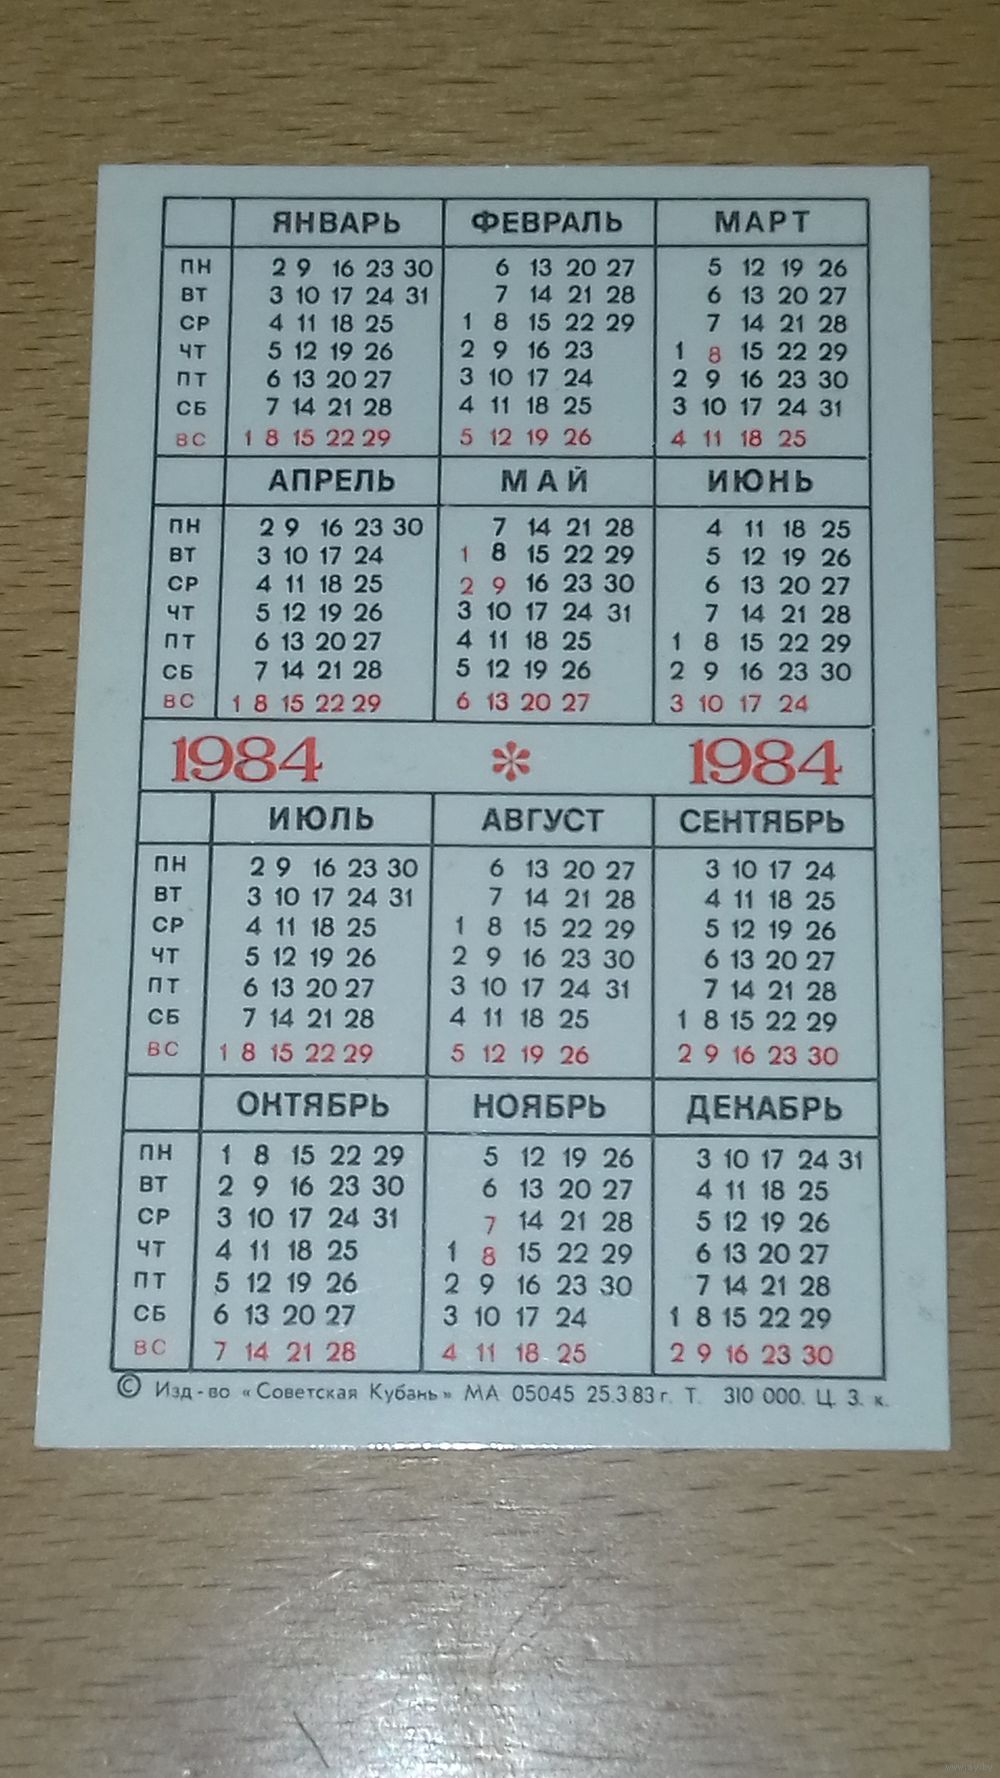 ЯНВАРЬ ФЕВРАЛЬ МАРТ
ПН 2 9 16 23 30 6 13 20 27 5 12 19 26
ВТ 3 10 17 24 31 7 14 21 28 6 13 20 27
СР 4 11 18 25 1 8 15 22 29 7 14 21 28
ЧТ 5 12 19 26 2 9 16 23 1 8 15 22 29
ПТ 6 13 20 27 3 10 17 24 2 9 16 23 30
СБ 7 14 21 28 4 11 18 25 3 10 17 24 31
ВС 1 8 15 22 29 5 12 19 26 4 11 18 25
АПРЕЛЬ МАЙ ИЮНЬ
ПН 2 9 16 23 30 7 14 21 28 4 11 18 25
ВТ 3 10 17 24 1 8 15 22 29 5 12 19 26
СР 4 11 18 25 2 9 16 23 30 6 13 20 27
ЧТ 5 12 19 26 3 10 17 24 31 7 14 21 28
ПТ 6 13 20 27 4 11 18 25 1 8 15 22 29
СБ 7 14 21 28 5 12 19 26 2 9 16 23 30
ВС 1 8 15 22 29 6 13 20 27 3 10 17 24
1984 * 1984
ИЮЛЬ АВГУСТ СЕНТЯБРЬ
ПН 2 9 16 23 30 6 13 20 27 3 10 17 24
ВТ 3 10 17 24 31 7 14 21 28 4 11 18 25
СР 4 11 18 25 1 8 15 22 29 5 12 19 26
ЧТ 5 12 19 26 2 9 16 23 30 6 13 20 27
ПТ 6 13 20 27 3 10 17 24 31 7 14 21 28
СБ 7 14 21 28 4 11 18 25 1 8 15 22 29
ВС 1 8 15 22 29 5 12 19 26 2 9 16 23 30
ОКТЯБРЬ НОЯБРЬ ДЕКАБРЬ
ПН 1 8 15 22 29 5 12 19 26 3 10 17 24 31
ВТ 2 9 16 23 30 6 13 20 27 4 11 18 25
СР 3 10 17 24 31 7 14 21 28 5 12 19 26
ЧТ 4 11 18 25 1 8 15 22 29 6 13 20 27
ПТ 5 12 19 26 2 9 16 23 30 7 14 21 28
СБ 6 13 20 27 3 10 17 24 1 8 15 22 29
ВС 7 14 21 28 4 11 18 25 2 9 16 23 30
© Изд-во «Советская Кубань» МА 05045 25.3.83 г. Т. 310 000. Ц. 3. к.